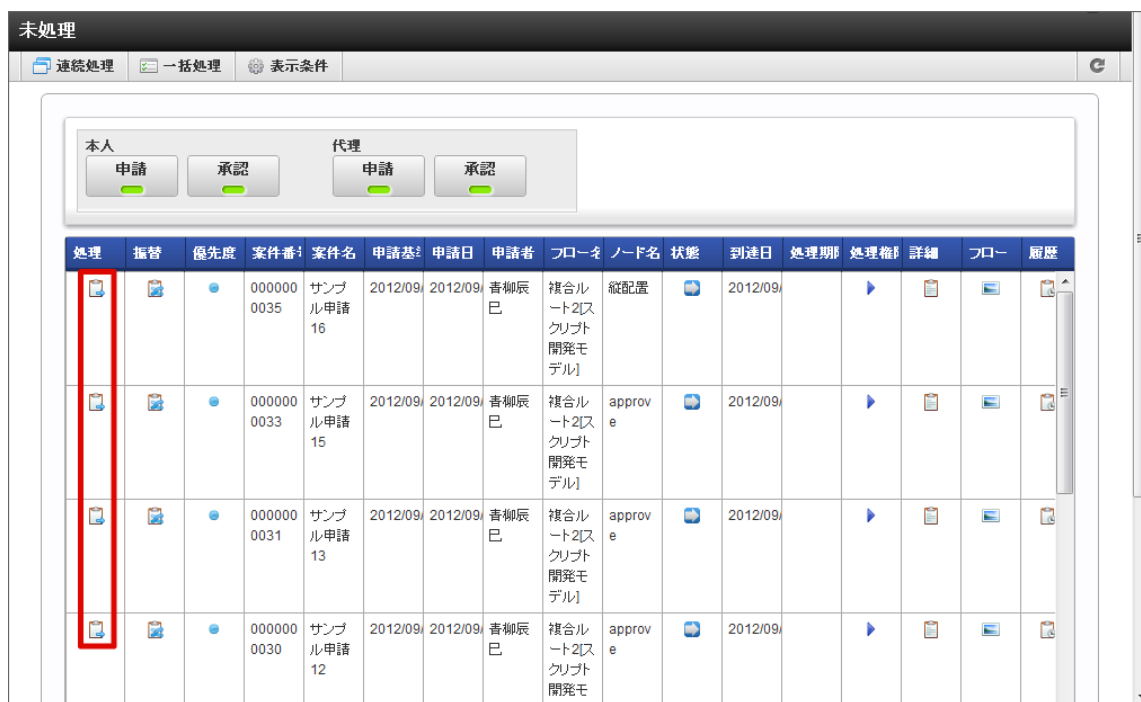 未処理
連続処理 一括処理 表示条件
本人 代理
申請 承認 申請 承認
処理 振替 優先度 案件番 案件名 申請基 申請日 申請者 フロー名 ノード名 状態 到達日 処理期限 処理権限 詳細 フロー 履歴
000000 サンプ 2012/09/ 2012/09/ 青柳辰 複合ル 縦配置 2012/09/
0035 ル申請 巳 ート2[ス
16 クリプト
開発モ
デル]
000000 サンプ 2012/09/ 2012/09/ 青柳辰 複合ル approv 2012/09/
0033 ル申請 巳 ート2[ス e
15 クリプト
開発モ
デル]
000000 サンプ 2012/09/ 2012/09/ 青柳辰 複合ル approv 2012/09/
0031 ル申請 巳 ート2[ス e
13 クリプト
開発モ
デル]
000000 サンプ 2012/09/ 2012/09/ 青柳辰 複合ル approv 2012/09/
0030 ル申請 巳 ート2[ス e
12 クリプト
開発モ